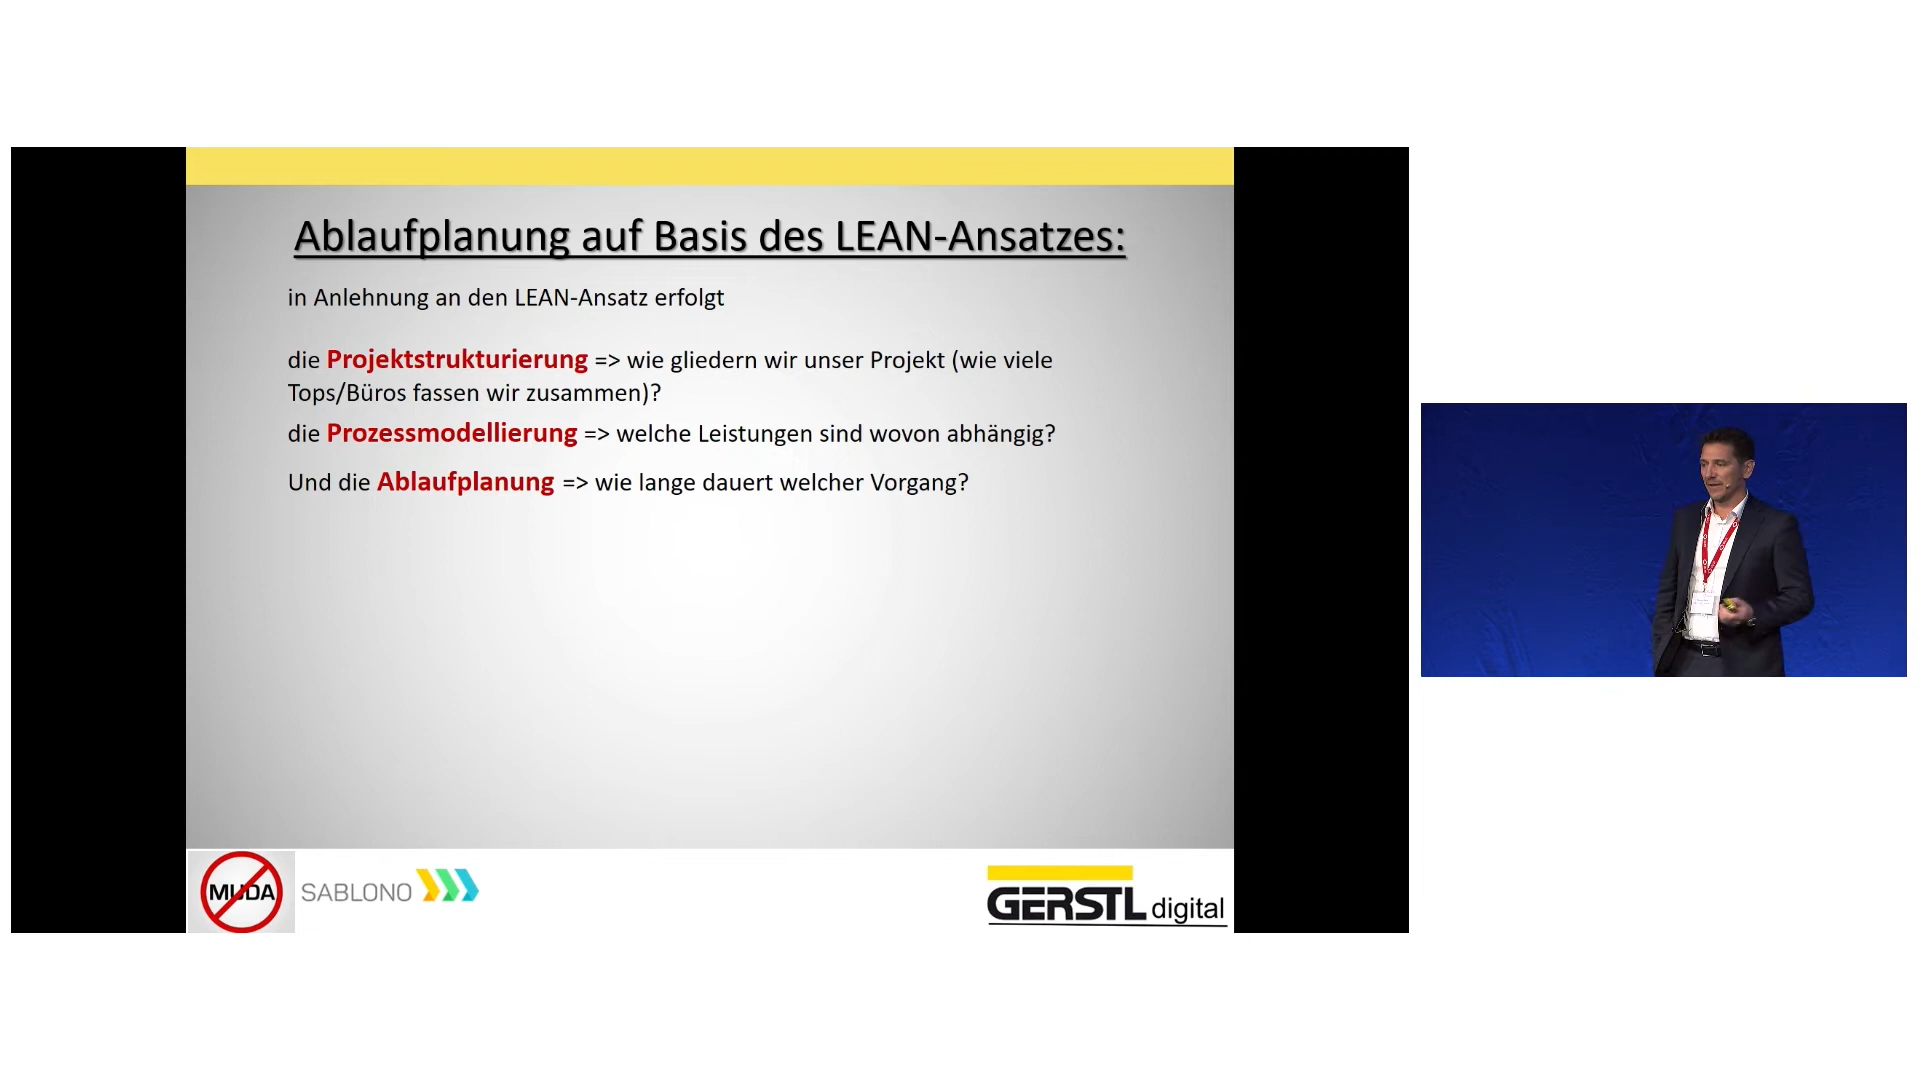 Ablaufplanung auf Basis des LEAN-Ansatzes:
in Anlehnung an den LEAN-Ansatz erfolgt
die Projektstrukturierung => wie gliedern wir unser Projekt (wie viele
Tops/Büros fassen wir zusammen)?
die Prozessmodellierung => welche Leistungen sind wovon abhängig?
Und die Ablaufplanung => wie lange dauert welcher Vorgang?
MUDA
SABLONO
GERSTL digital